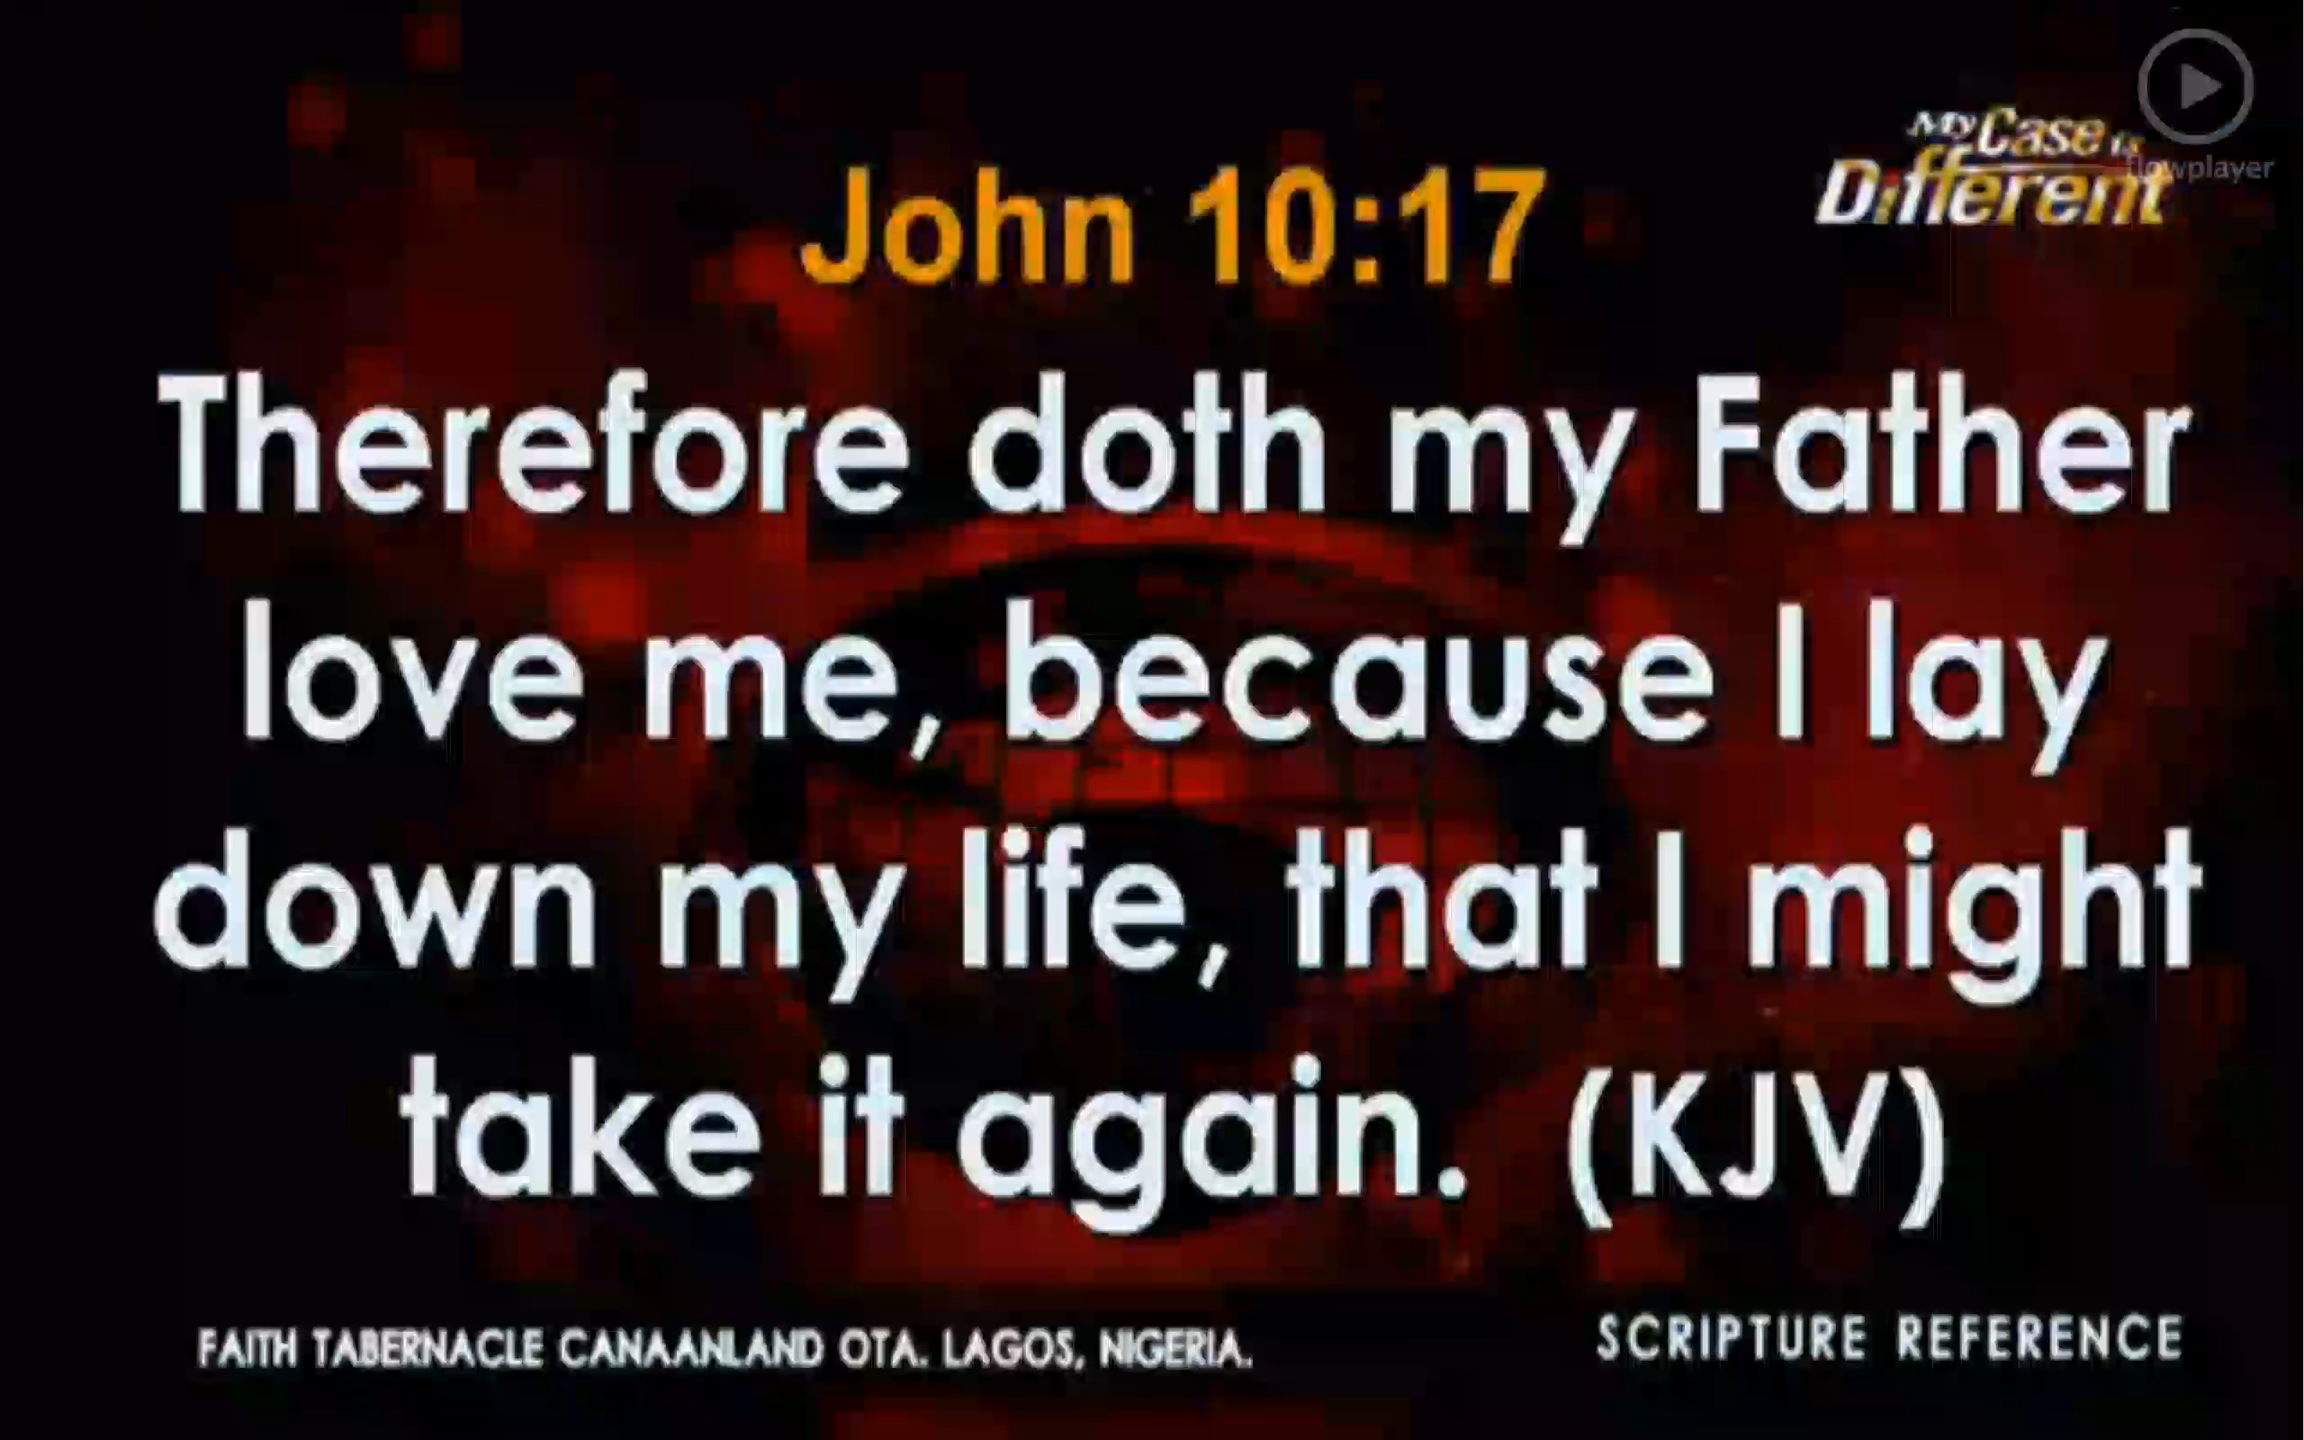 My Case is
Different
flowplayer
John 10:17
Therefore doth my Father
love me, because I lay
down my life, that I might
take it again. (KJV)
FAITH TABERNACLE CANAANLAND OTA. LAGOS, NIGERIA.
SCRIPTURE REFERENCE